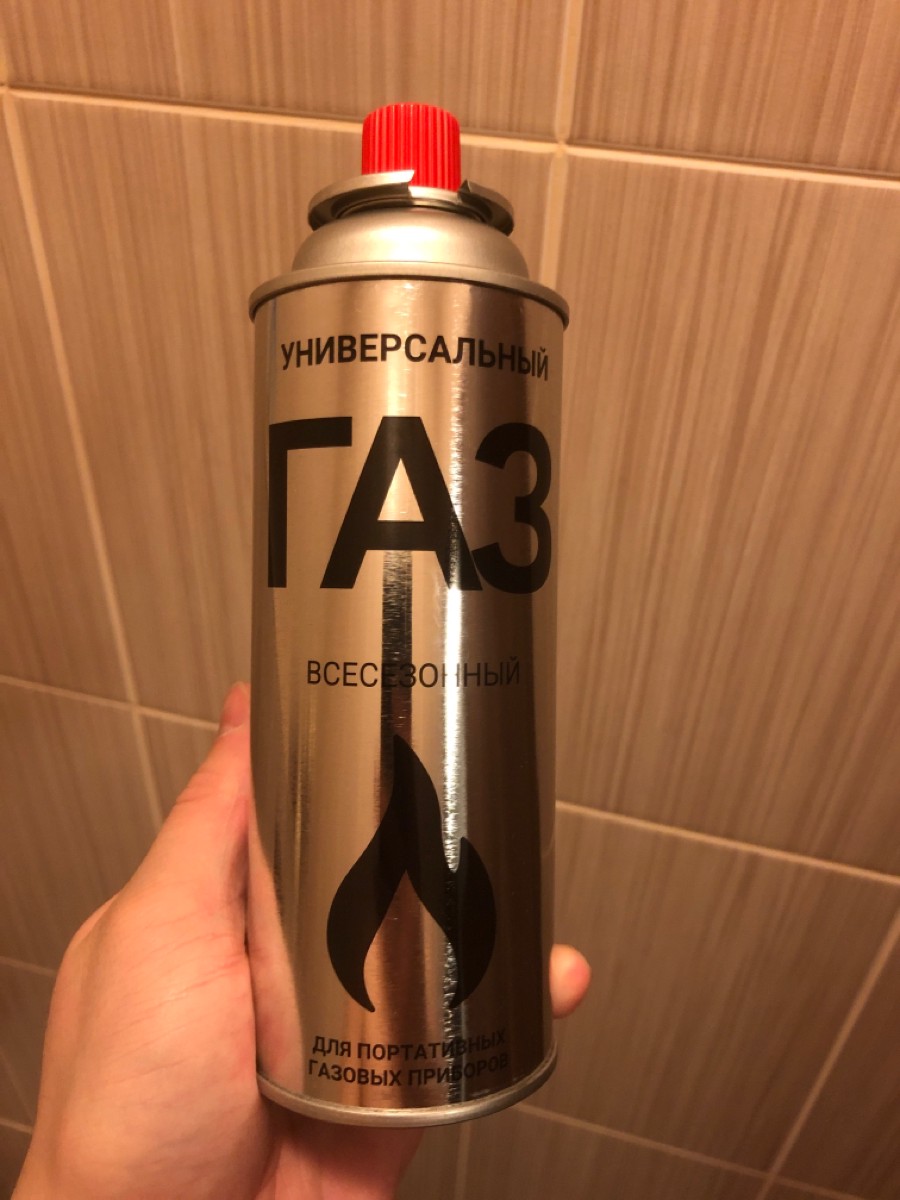 УНИВЕРСАЛЬНЫЙ
ГАЗ
ВСЕСЕЗОННЫЙ
ДЛЯ ПОРТАТИВНЫХ
ГАЗОВЫХ ПРИБОРОВ